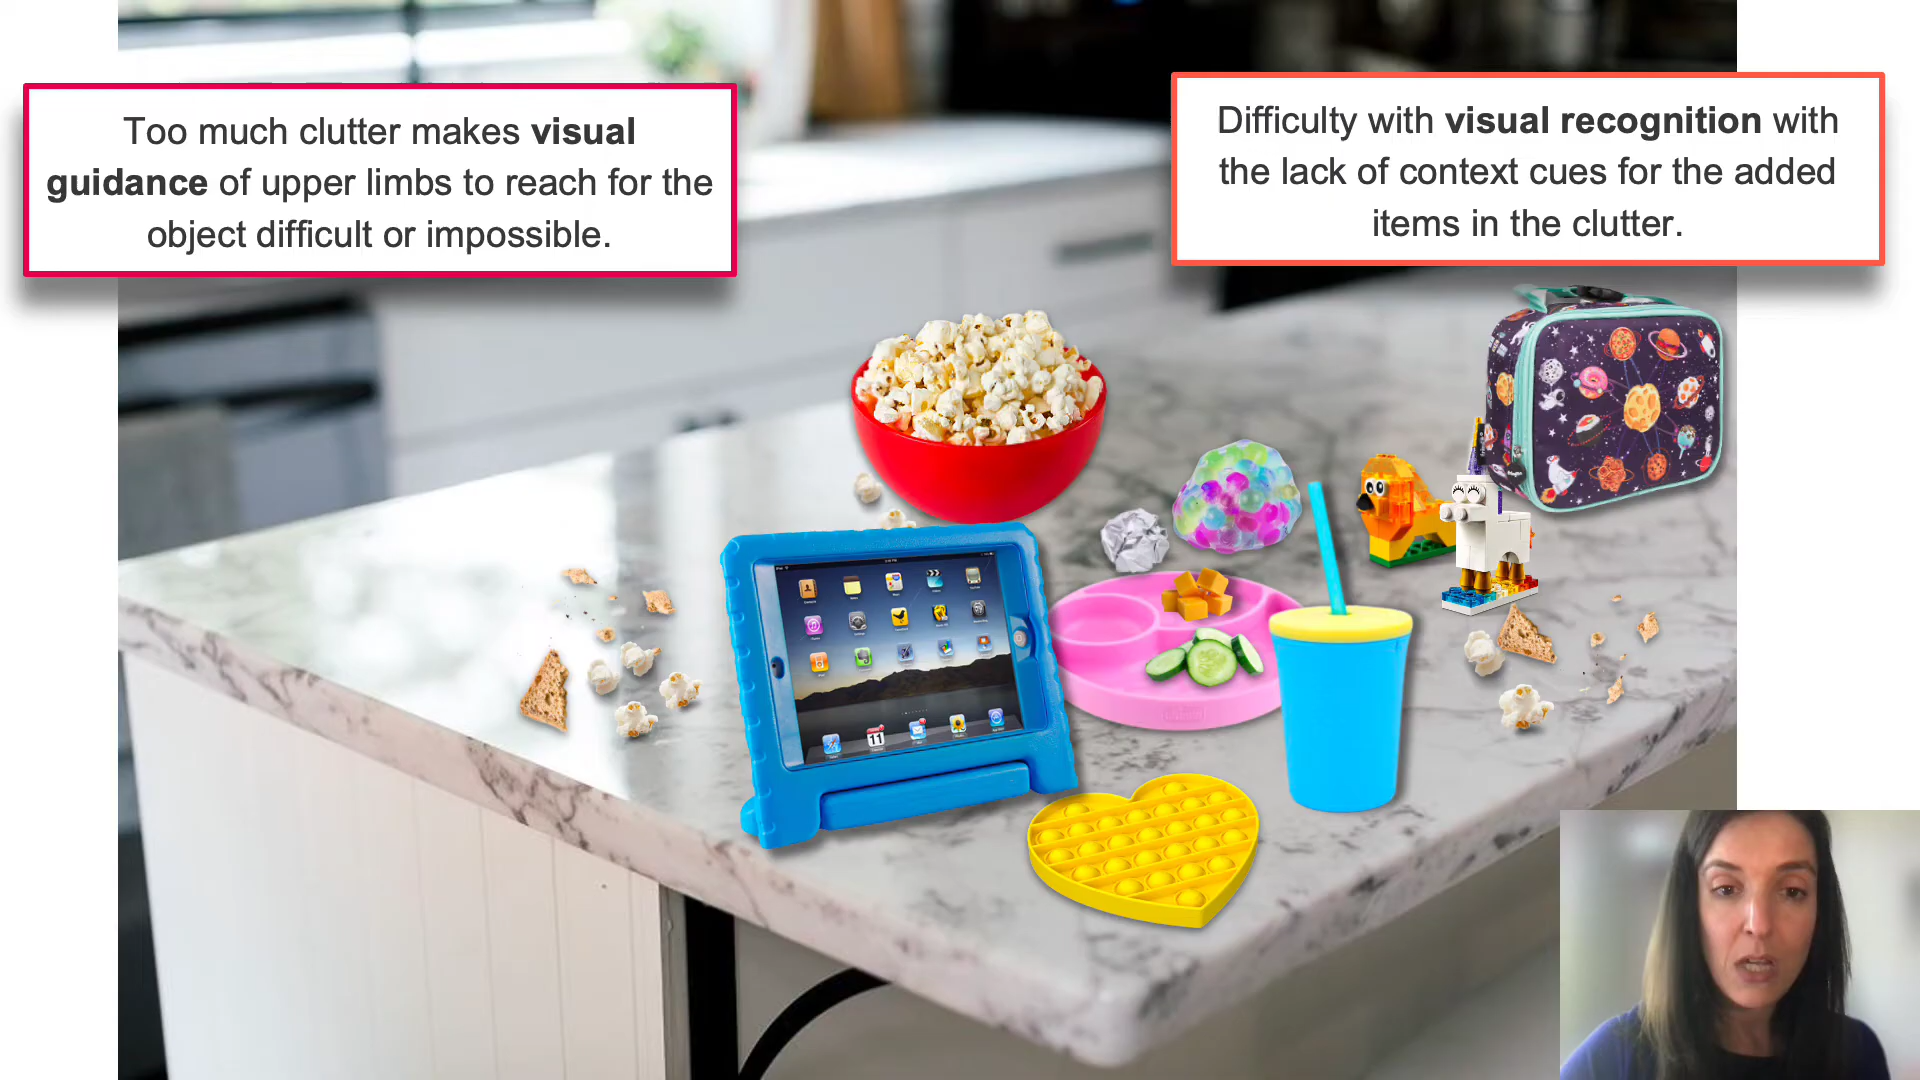 Too much clutter makes visual
guidance of upper limbs to reach for the
object difficult or impossible.
Difficulty with visual recognition with
the lack of context cues for the added
items in the clutter.
11